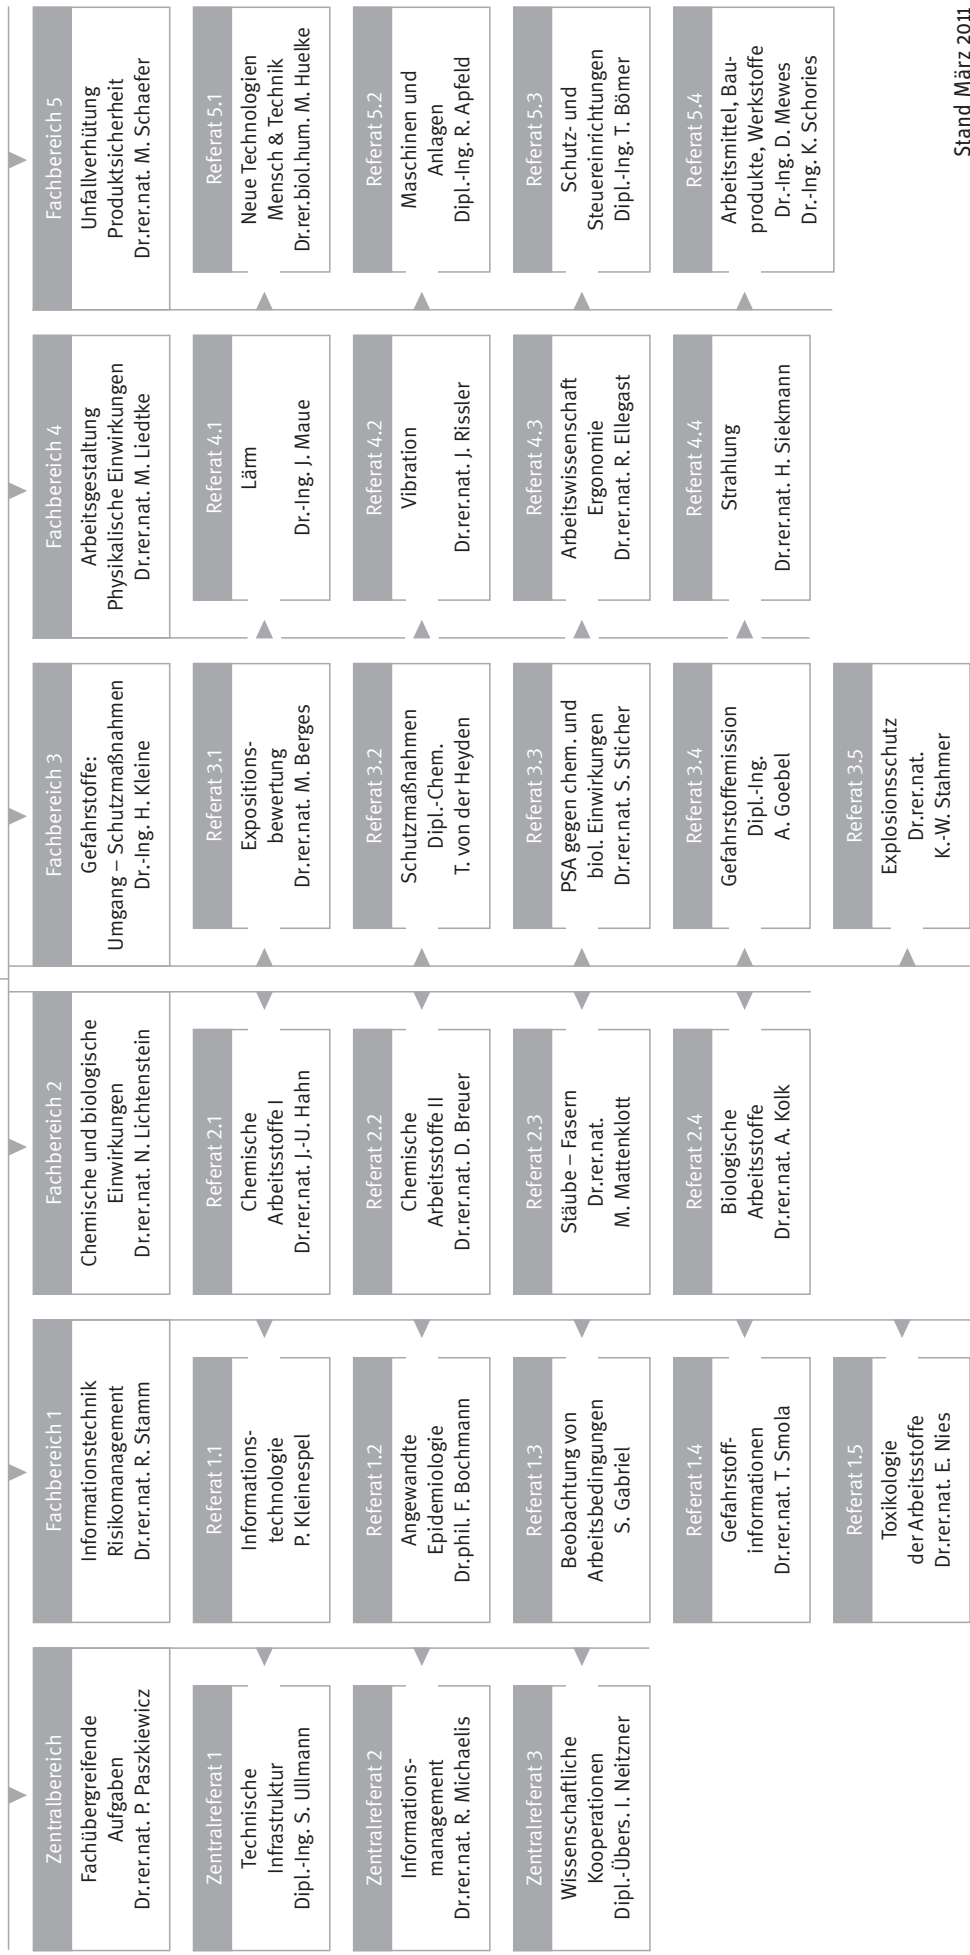 Zentralbereich
Fachübergreifende
Aufgaben
Dr.rer.nat. P. Paszkiewicz
Zentralreferat 1
Technische
Infrastruktur
Dipl.-Ing. S. Ullmann
Zentralreferat 2
Informations-
management
Dr.rer.nat. R. Michaelis
Zentralreferat 3
Wissenschaftliche
Kooperationen
Dipl.-Übers. I. Neitzner
Fachbereich 1
Informationstechnik
Risikomanagement
Dr.rer.nat. R. Stamm
Referat 1.1
Informations-
technologie
P. Kleinespel
Referat 1.2
Angewandte
Epidemiologie
Dr.phil. F. Bochmann
Referat 1.3
Beobachtung von
Arbeitsbedingungen
S. Gabriel
Referat 1.4
Gefahrstoff-
informationen
Dr.rer.nat. T. Smola
Referat 1.5
Toxikologie
der Arbeitsstoffe
Dr.rer.nat. E. Nies
Fachbereich 2
Chemische und biologische
Einwirkungen
Dr.rer.nat. N. Lichtenstein
Referat 2.1
Chemische
Arbeitsstoffe I
Dr.rer.nat. J.-U. Hahn
Referat 2.2
Chemische
Arbeitsstoffe II
Dr.rer.nat. D. Breuer
Referat 2.3
Stäube – Fasern
Dr.rer.nat.
M. Mattenklott
Referat 2.4
Biologische
Arbeitsstoffe
Dr.rer.nat. A. Kolk
Fachbereich 3
Gefahrstoffe:
Umgang – Schutzmaßnahmen
Dr.-Ing. H. Kleine
Referat 3.1
Expositions-
bewertung
Dr.rer.nat. M. Berges
Referat 3.2
Schutzmaßnahmen
Dipl.-Chem.
T. von der Heyden
Referat 3.3
PSA gegen chem. und
biol. Einwirkungen
Dr.rer.nat. S. Sticher
Referat 3.4
Gefahrstoffemission
Dipl.-Ing.
A. Goebel
Referat 3.5
Explosionsschutz
Dr.rer.nat.
K.-W. Stahmer
Fachbereich 4
Arbeitsgestaltung
Physikalische Einwirkungen
Dr.rer.nat. M. Liedtke
Referat 4.1
Lärm
Dr.-Ing. J. Maue
Referat 4.2
Vibration
Dr.rer.nat. J. Rissler
Referat 4.3
Arbeitswissenschaft
Ergonomie
Dr.rer.nat. R. Ellegast
Referat 4.4
Strahlung
Dr.rer.nat. H. Siekmann
Fachbereich 5
Unfallverhütung
Produktsicherheit
Dr.rer.nat. M. Schaefer
Referat 5.1
Neue Technologien
Mensch & Technik
Dr.rer.biol.hum. M. Huelke
Referat 5.2
Maschinen und
Anlagen
Dipl.-Ing. R. Apfeld
Referat 5.3
Schutz- und
Steuereinrichtungen
Dipl.-Ing. T. Bömer
Referat 5.4
Arbeitsmittel, Bau-
produkte, Werkstoffe
Dr.-Ing. D. Mewes
Dr.-Ing. K. Schories
Stand März 2011